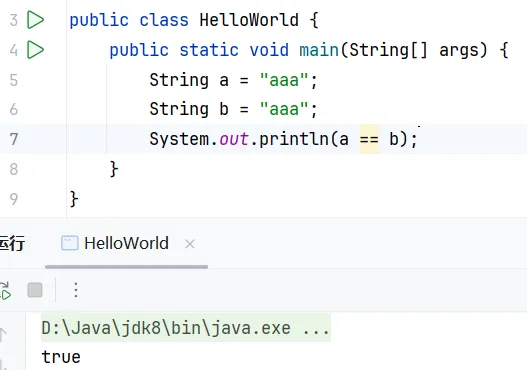 3 public class HelloWorld {
4 public static void main(String[] args) {
5 String a = "aaa";
6 String b = "aaa";
7 System.out.println(a == b);
8 }
9 }
运行 HelloWorld ×
D:\Java\jdk8\bin\java.exe ...
true